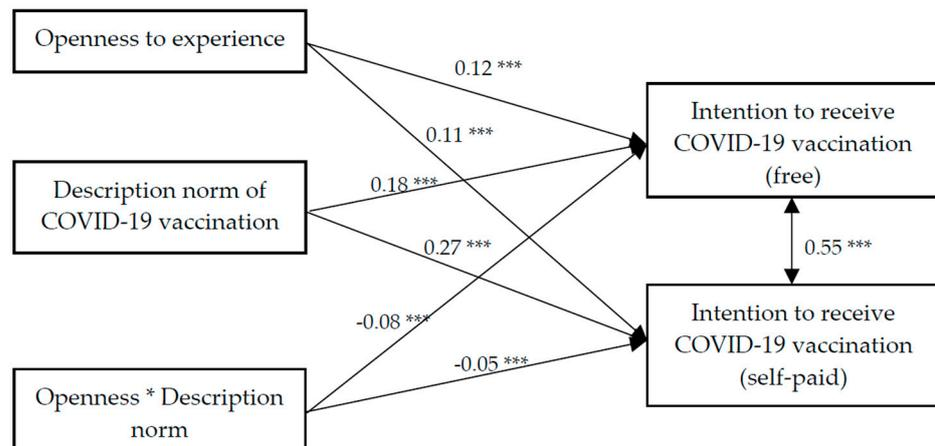 Openness to experience
0.12 ***
Intention to receive
COVID-19 vaccination
(free)
0.11 ***
Description norm of
COVID-19 vaccination
0.18 ***
0.27 ***
0.55 ***
Intention to receive
COVID-19 vaccination
(self-paid)
-0.08 ***
-0.05 ***
Openness * Description
norm